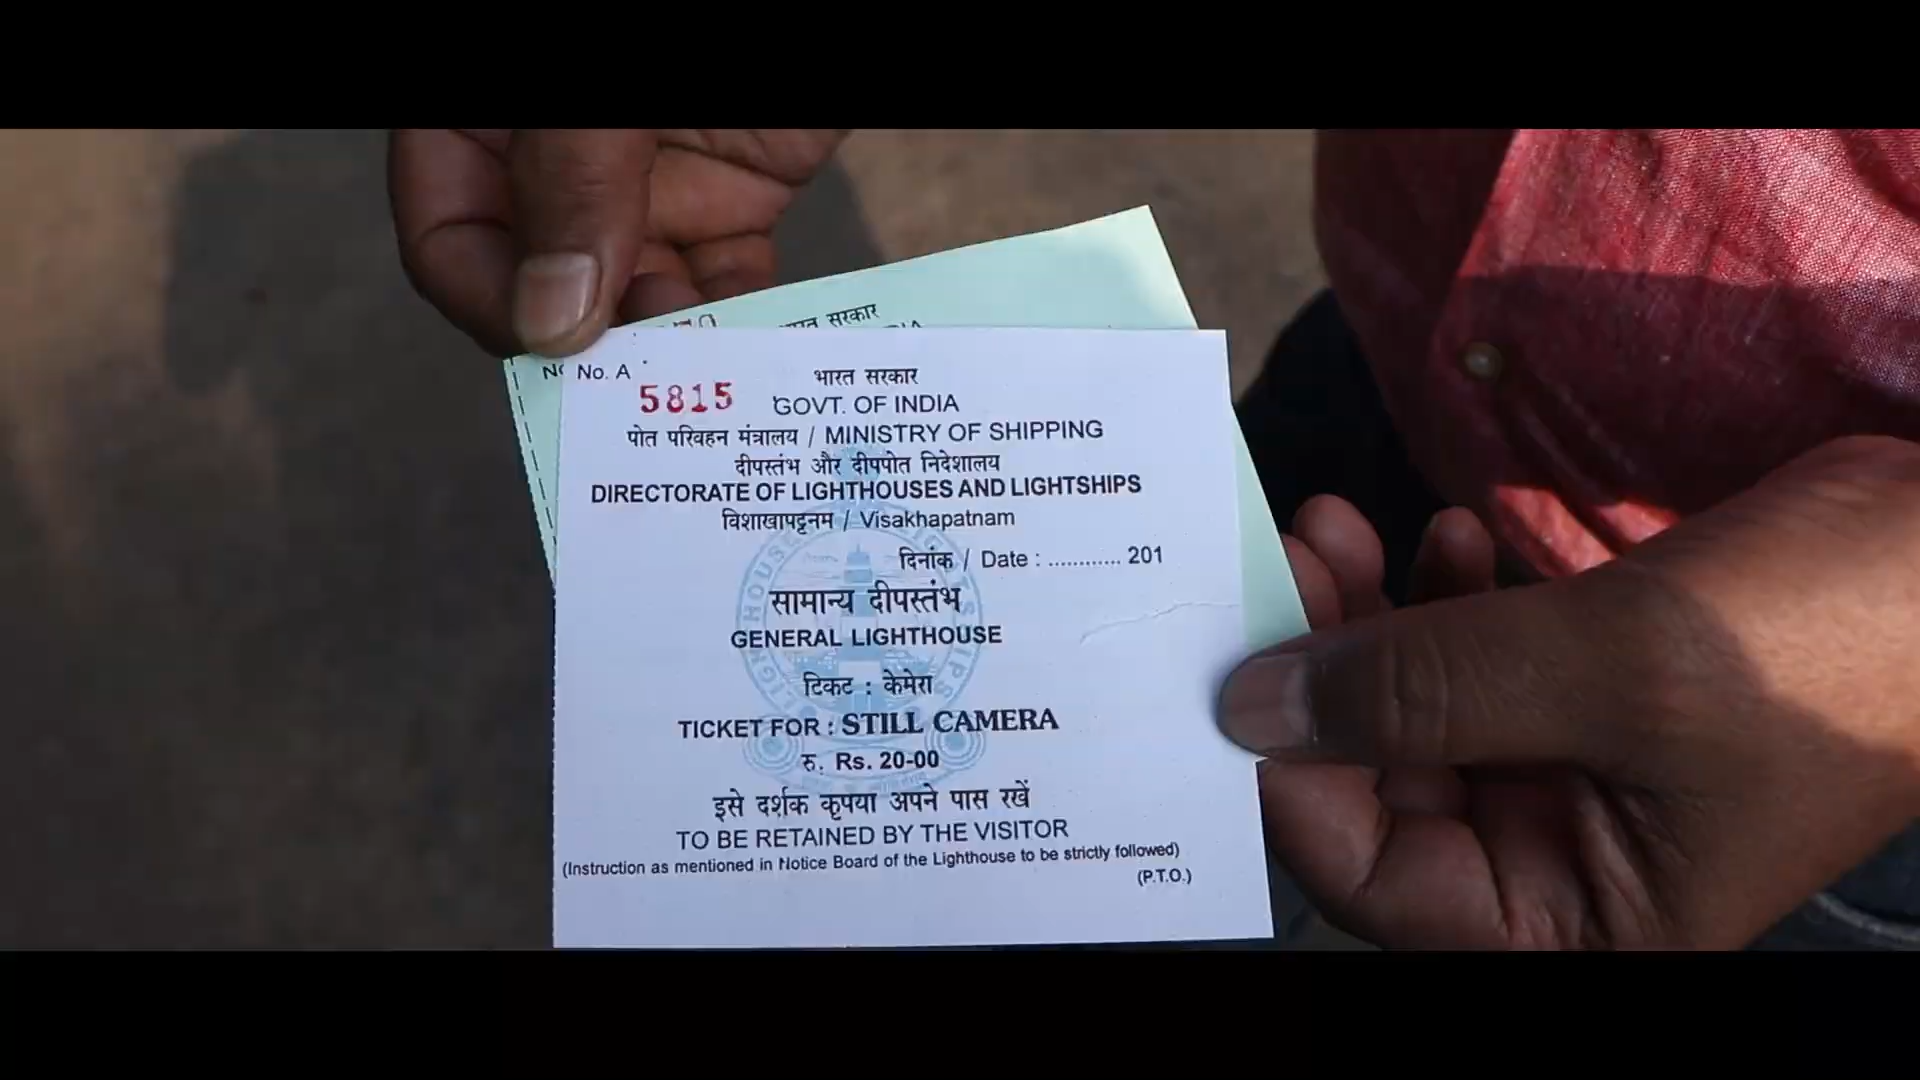 सरकार
No. A
5815
भारत सरकार
GOVT. OF INDIA
पोत परिवहन मंत्रालय / MINISTRY OF SHIPPING
दीपस्तंभ और दीपपोत निदेशालय
DIRECTORATE OF LIGHTHOUSES AND LIGHTSHIPS
विशाखापट्टनम / Visakhapatnam
दिनांक / Date : ............ 201
सामान्य दीपस्तंभ
GENERAL LIGHTHOUSE
टिकट : केमेरा
TICKET FOR : STILL CAMERA
रु. Rs. 20-00
इसे दर्शक कृपया अपने पास रखें
TO BE RETAINED BY THE VISITOR
(Instruction as mentioned in Notice Board of the Lighthouse to be strictly followed)
(P.T.O.)